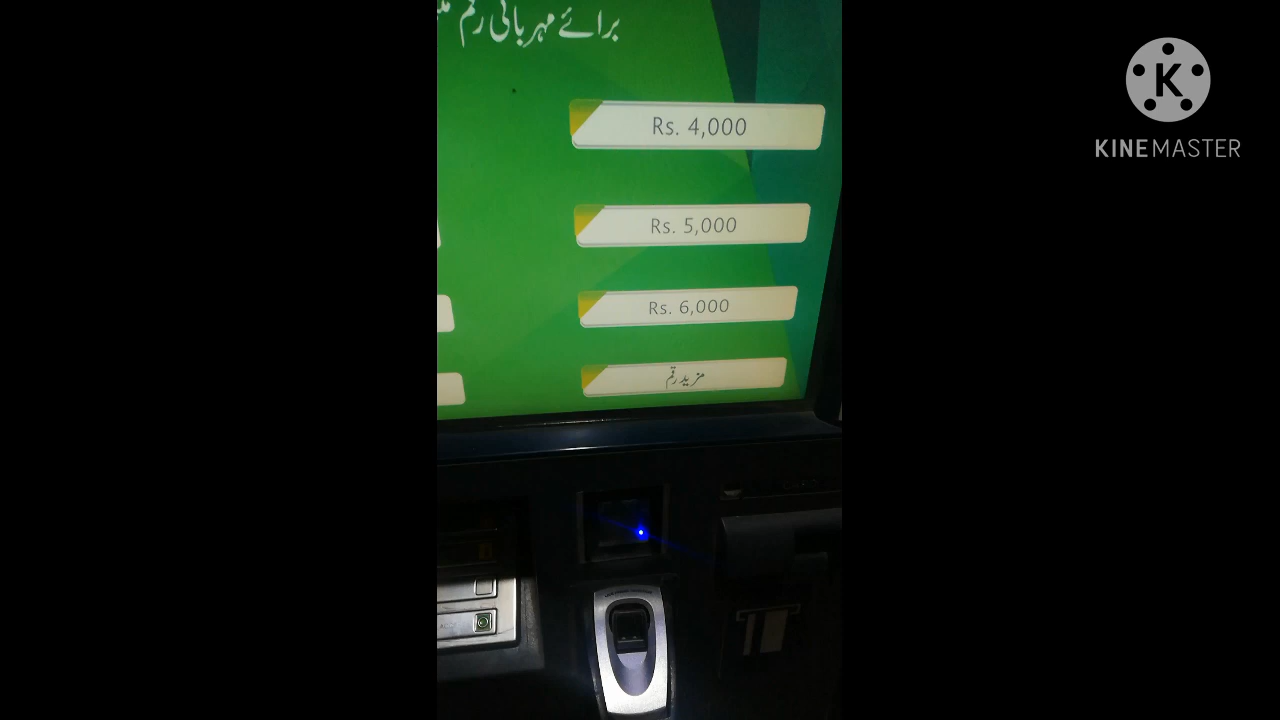 برائے مہربانی رقم
Rs. 4,000
Rs. 5,000
Rs. 6,000
مزید رقم
KINEMASTER